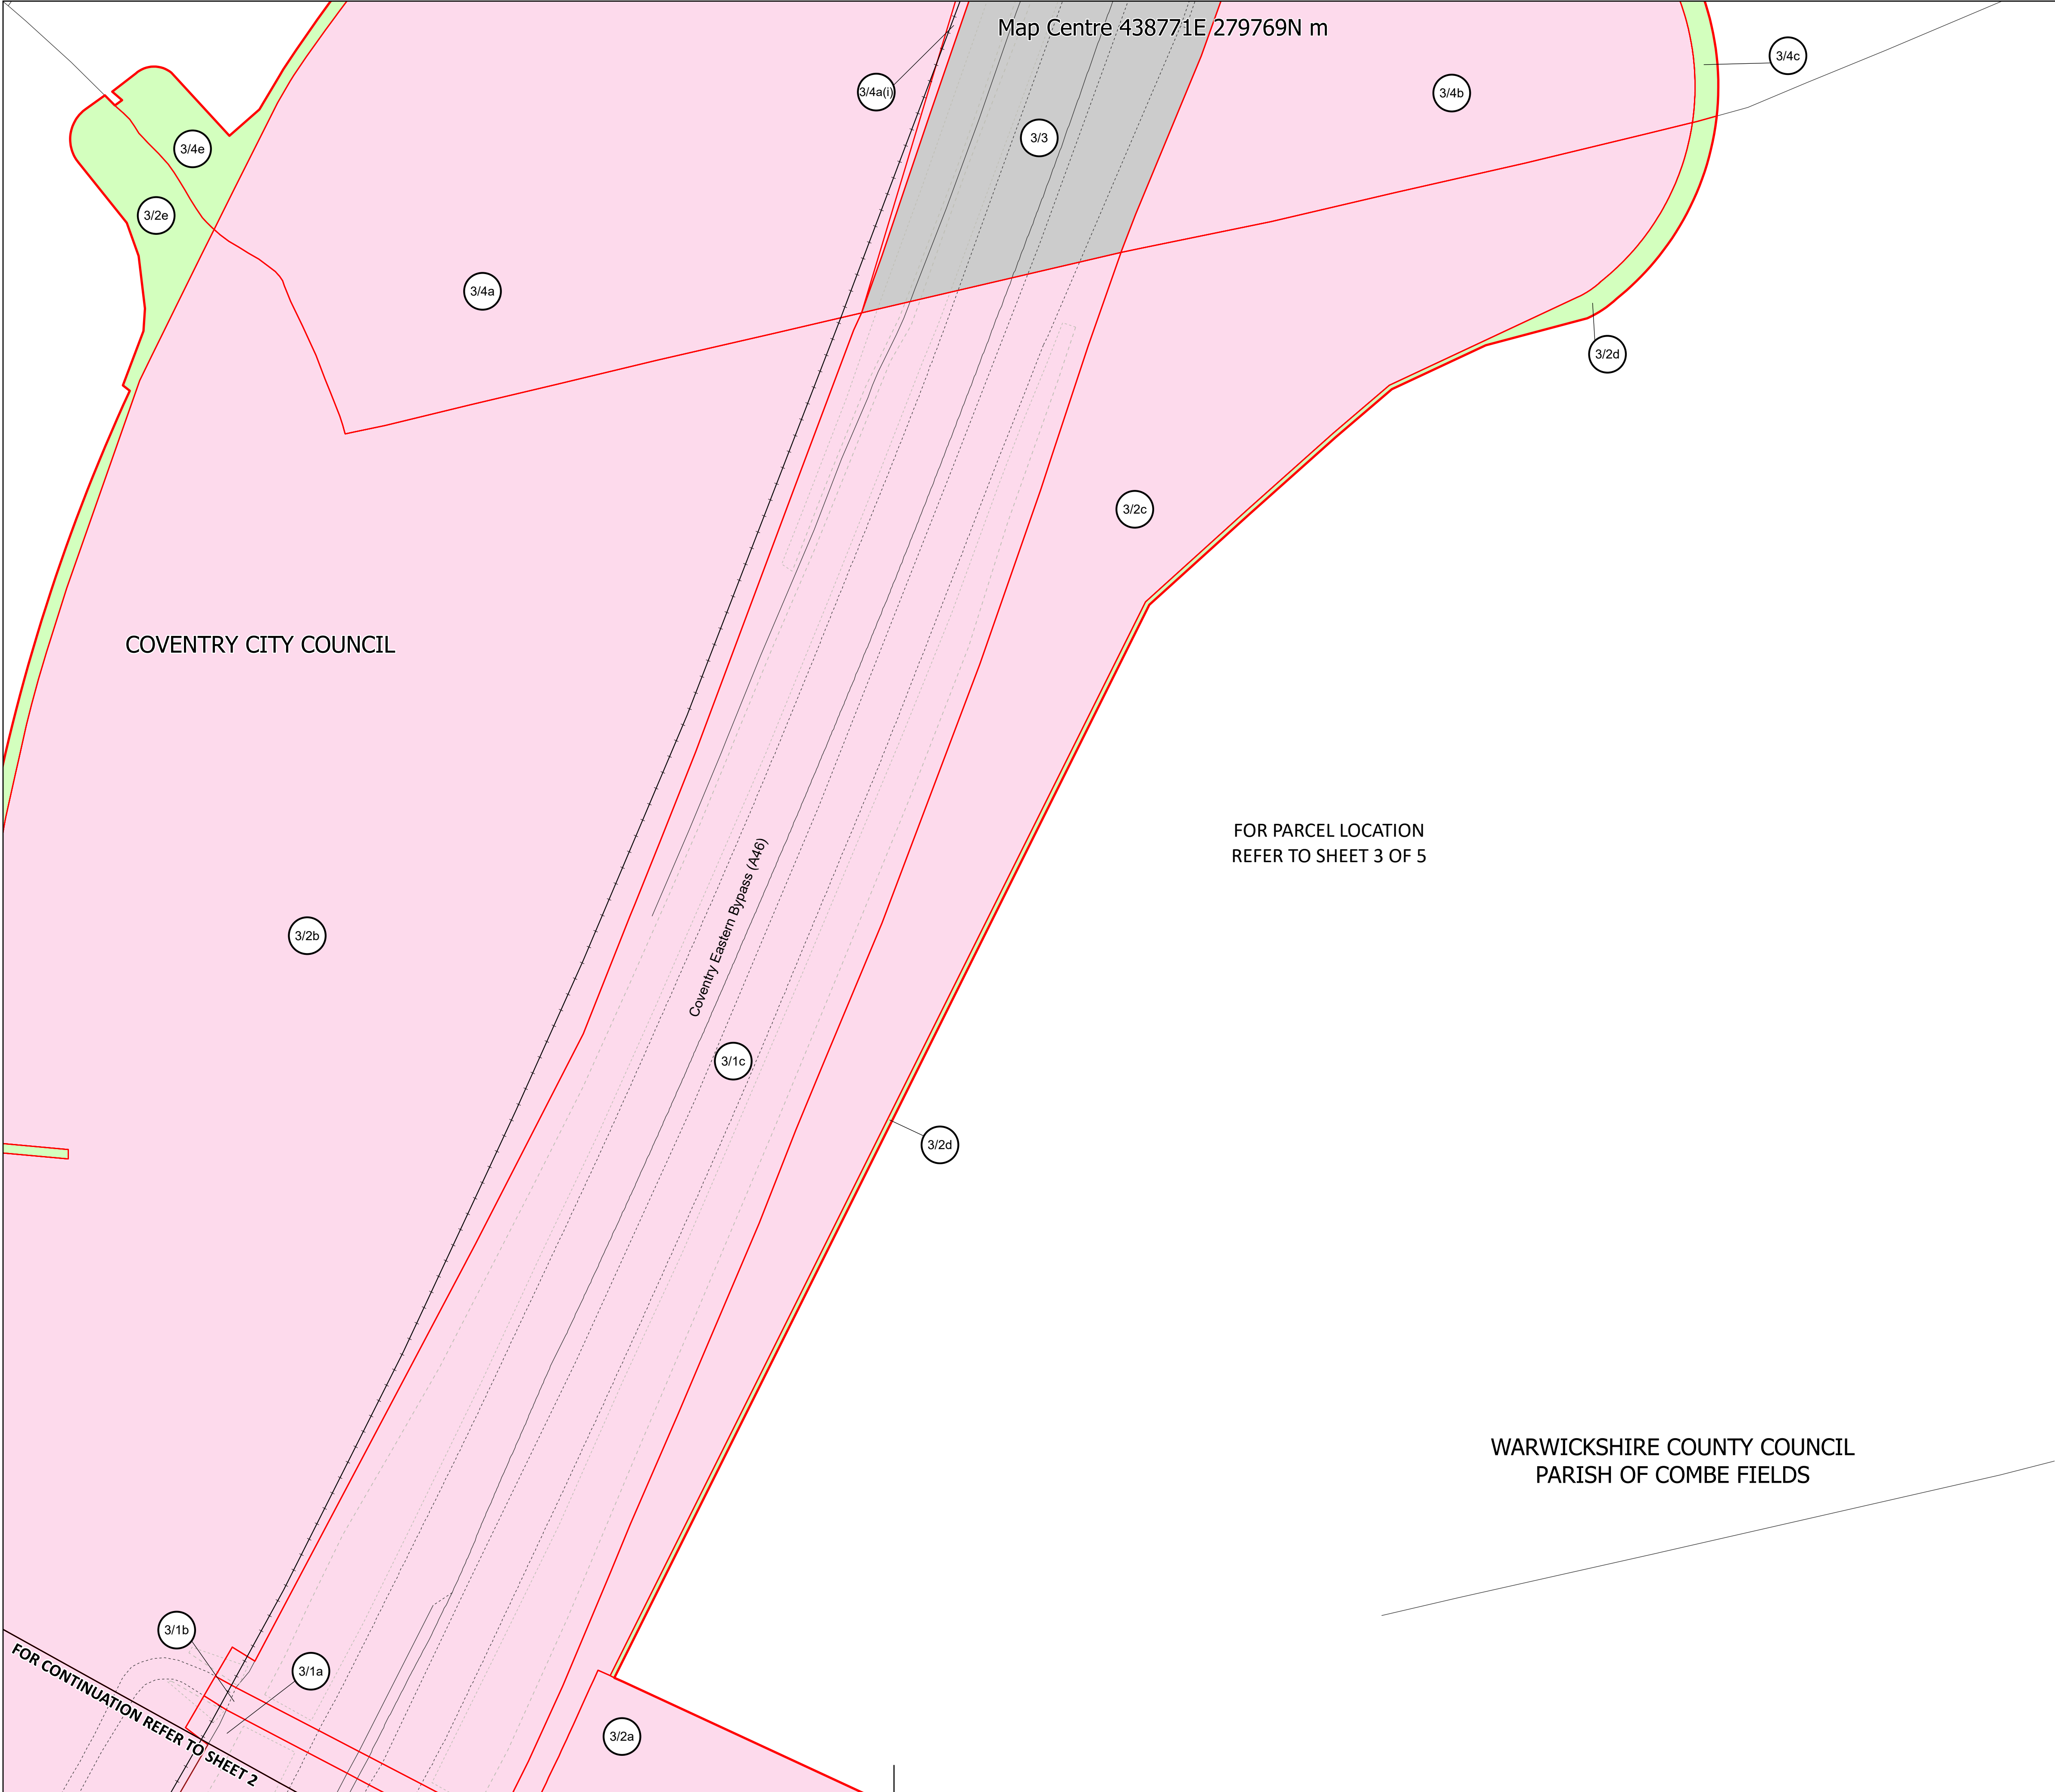 Map Centre 438771E 279769N m
3/4c
3/4a(i)
3/4b
3/3
3/4e
3/2e
3/4a
3/2d
3/2c
COVENTRY CITY COUNCIL
FOR PARCEL LOCATION
REFER TO SHEET 3 OF 5
3/2b
Coventry Eastern Bypass (A46)
3/1c
3/2d
WARWICKSHIRE COUNTY COUNCIL
PARISH OF COMBE FIELDS
3/1b
3/1a
FOR CONTINUATION REFER TO SHEET 2
3/2a